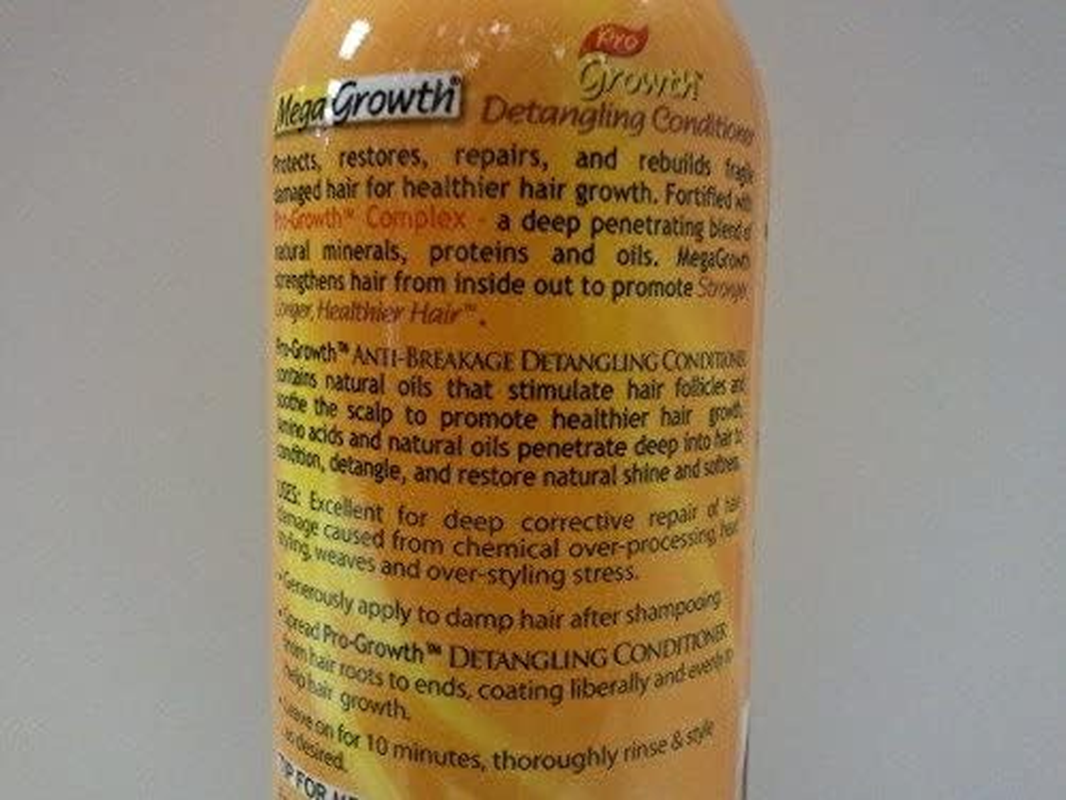 Pro
Growth
MegaGrowth® Detangling Conditioner
Protects, restores, repairs, and rebuilds fragile
damaged hair for healthier hair growth. Fortified with
Pro-Growth™ Complex - a deep penetrating blend of
natural minerals, proteins and oils. MegaGrowth
strengthens hair from inside out to promote Stronger,
Longer, Healthier Hair™.
Pro-Growth™ ANTI-BREAKAGE DETANGLING CONDITIONER
contains natural oils that stimulate hair follicles and
soothe the scalp to promote healthier hair growth,
amino acids and natural oils penetrate deep into hair to
condition, detangle, and restore natural shine and softness.
USES: Excellent for deep corrective repair of hair
damage caused from chemical over-processing, heat
styling, weaves and over-styling stress.
•Generously apply to damp hair after shampooing
•Spread Pro-Growth™ DETANGLING CONDITIONER
from hair roots to ends, coating liberally and evenly to
help hair growth.
•Leave on for 10 minutes, thoroughly rinse & style
as desired.
TIP FOR